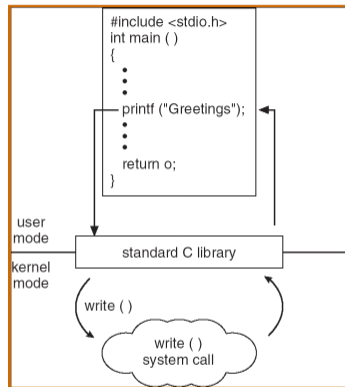 #include <stdio.h>
int main ( )
{
•
•
•
printf ("Greetings");
•
•
•
return o;
}
user
mode
standard C library
kernel
mode
write ( )
write ( )
system call